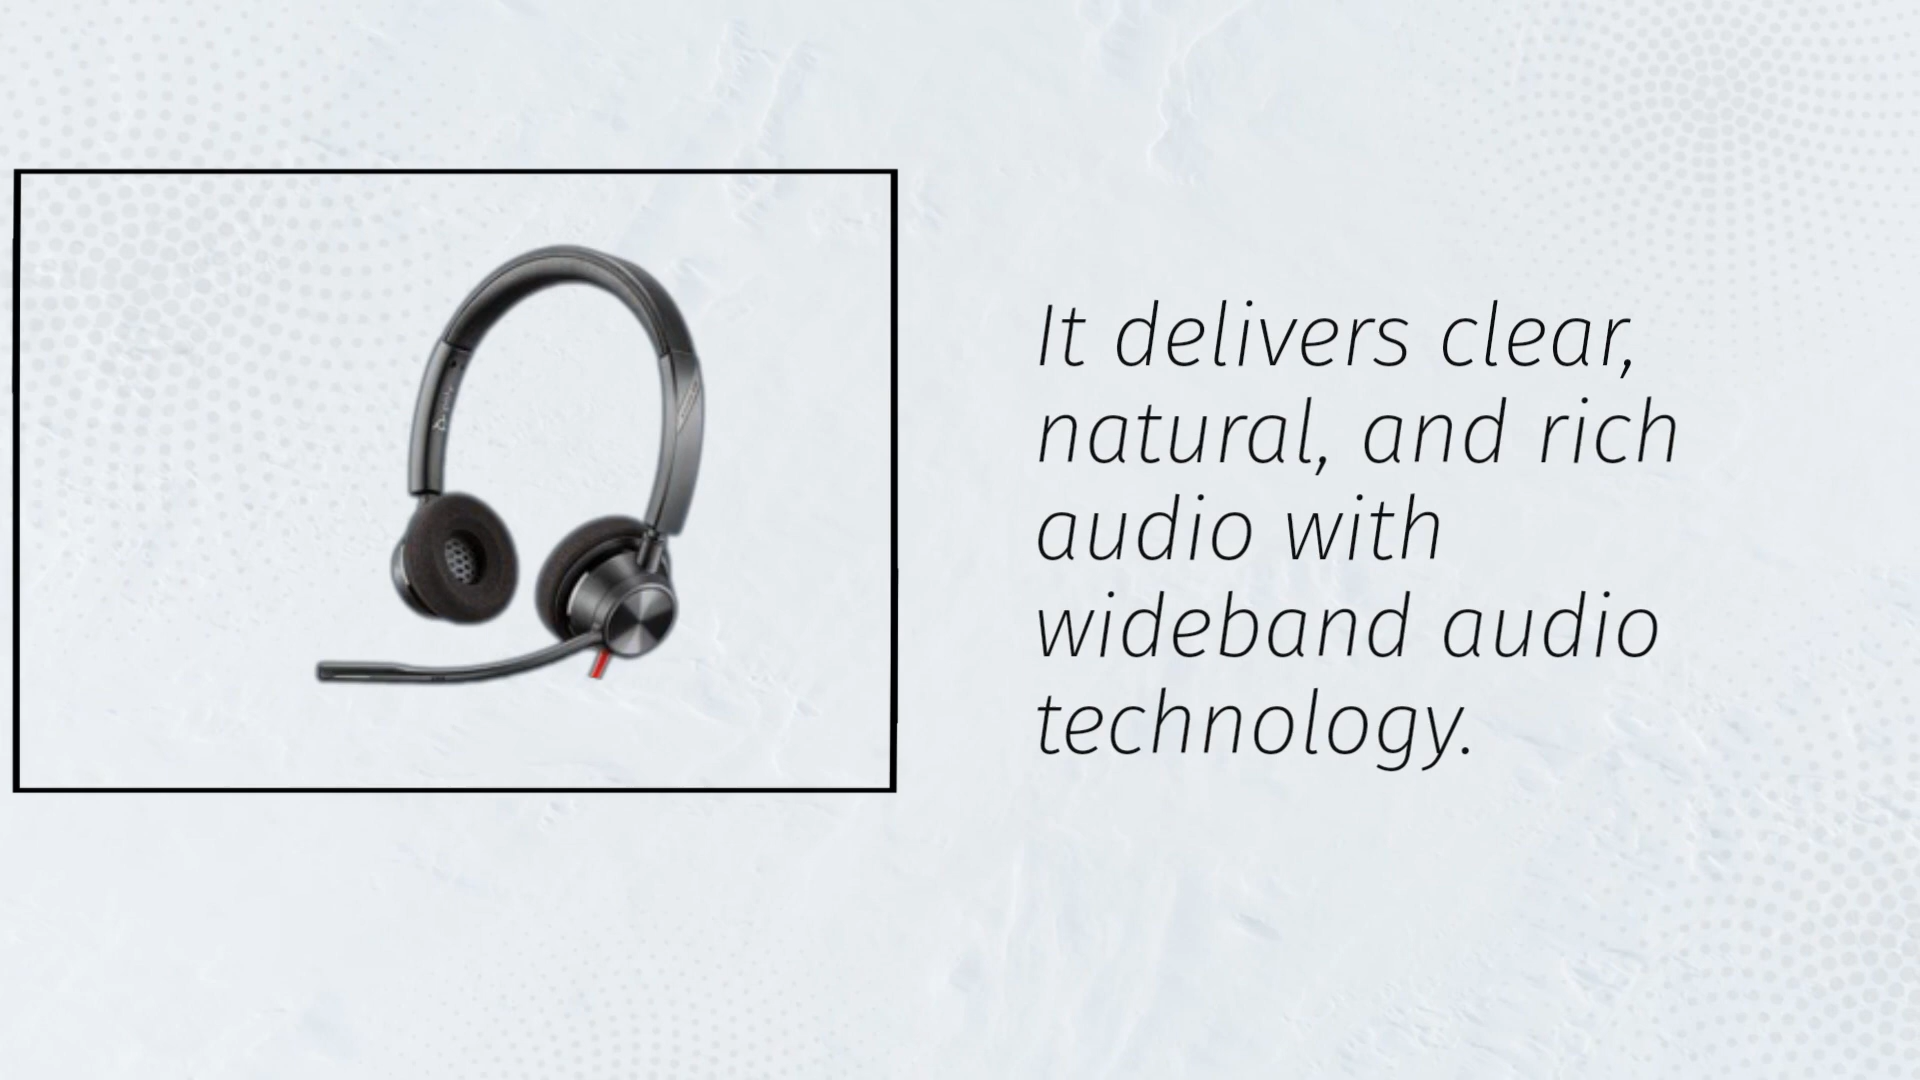 It delivers clear,
natural, and rich
audio with
wideband audio
technology.